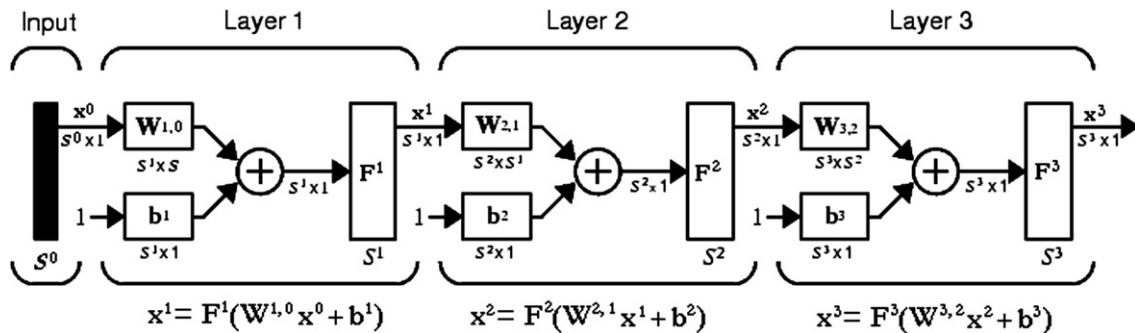 Input Layer 1 Layer 2 Layer 3
x⁰ x¹ x² x³
W1,0 W2,1 W3,2
S⁰x1 S¹x1 S²x1 S³x1
S¹xS S²xS¹ S³xS²
+ + +
S¹x1 S²x1 S³x1
F¹ F² F³
1 b1 1 b2 1 b3
S¹x1 S²x1 S³x1
S⁰ S¹ S² S³
x¹= F¹(W¹,⁰x⁰+b¹) x²= F²(W²,¹x¹+b²) x³= F³(W³,²x²+b³)